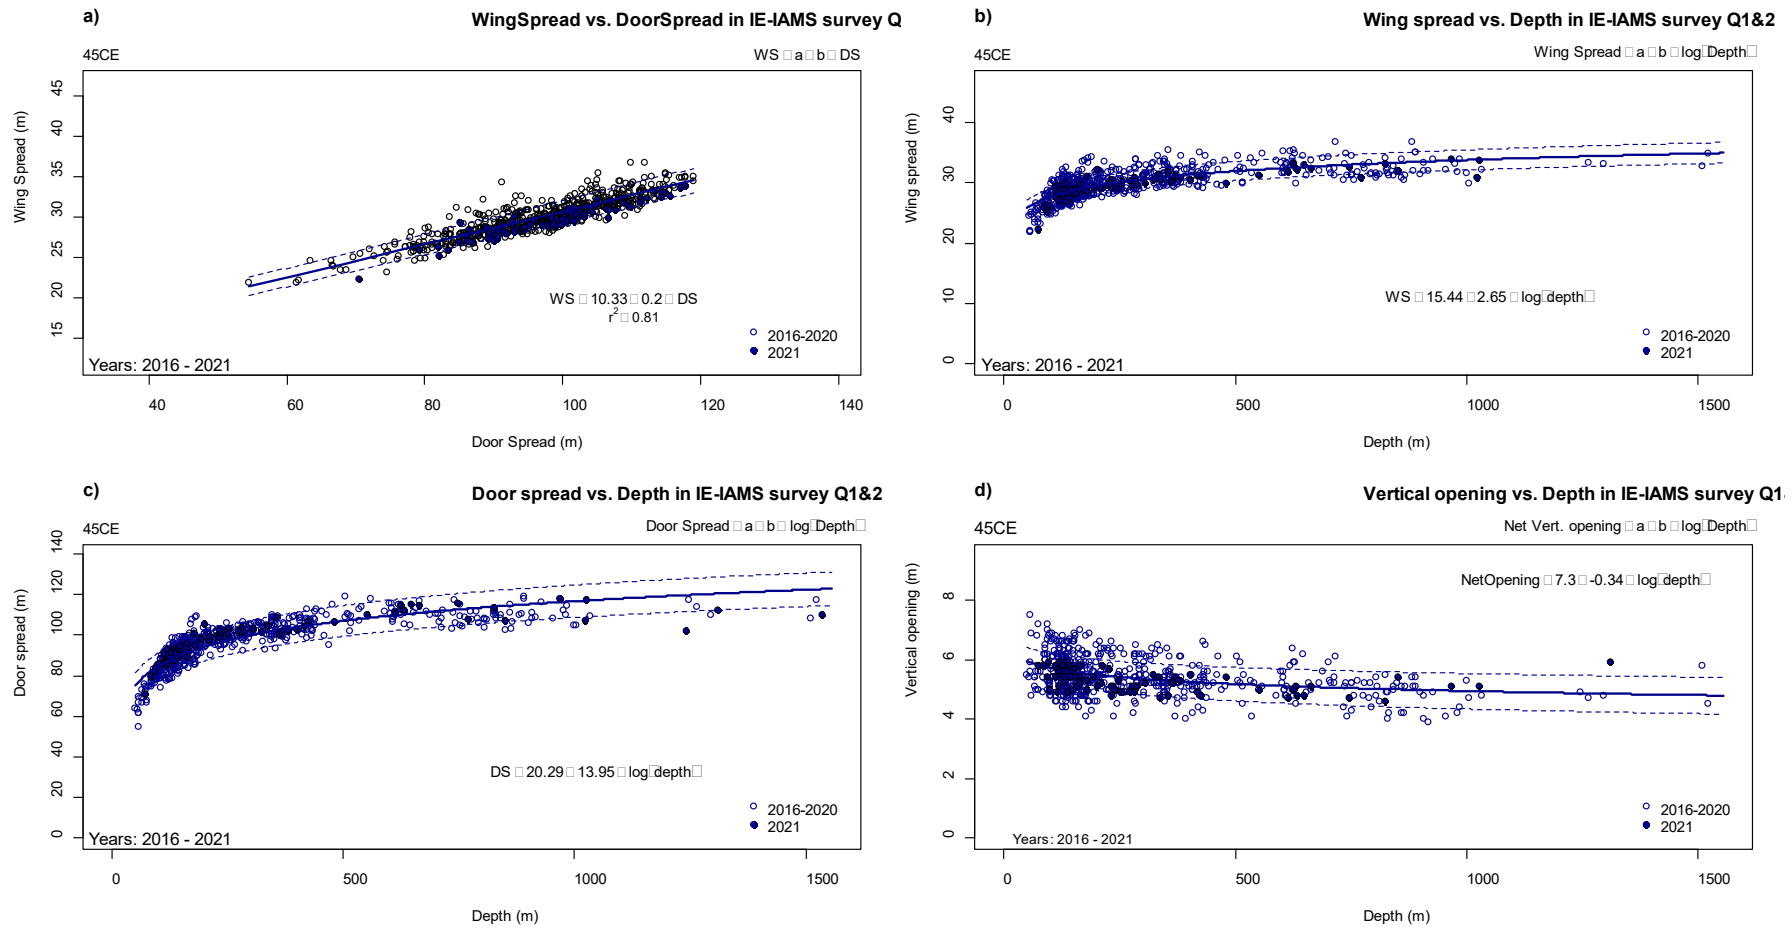 a)
WingSpread vs. DoorSpread in IE-IAMS survey Q
45CE
WS □ a □ b □ DS
45
40
35
30
25
20
15
Wing Spread (m)
WS □ 10.33 □ 0.2 □ DS
r² □ 0.81
2016-2020
2021
Years: 2016 - 2021
40 60 80 100 120 140
Door Spread (m)
b)
Wing spread vs. Depth in IE-IAMS survey Q1&2
45CE
Wing Spread □ a □ b □ log□Depth□
40
30
20
10
0
Wing spread (m)
WS □ 15.44 □ 2.65 □ log□depth□
2016-2020
2021
Years: 2016 - 2021
0 500 1000 1500
Depth (m)
c)
Door spread vs. Depth in IE-IAMS survey Q1&2
45CE
Door Spread □ a □ b □ log□Depth□
140
120
100
80
60
40
20
0
Door spread (m)
DS □ 20.29 □ 13.95 □ log□depth□
2016-2020
2021
Years: 2016 - 2021
0 500 1000 1500
Depth (m)
d)
Vertical opening vs. Depth in IE-IAMS survey Q1&
45CE
Net Vert. opening □ a □ b □ log□Depth□
8
6
4
2
0
Vertical opening (m)
NetOpening □ 7.3 □ -0.34 □ log□depth□
2016-2020
2021
Years: 2016 - 2021
0 500 1000 1500
Depth (m)